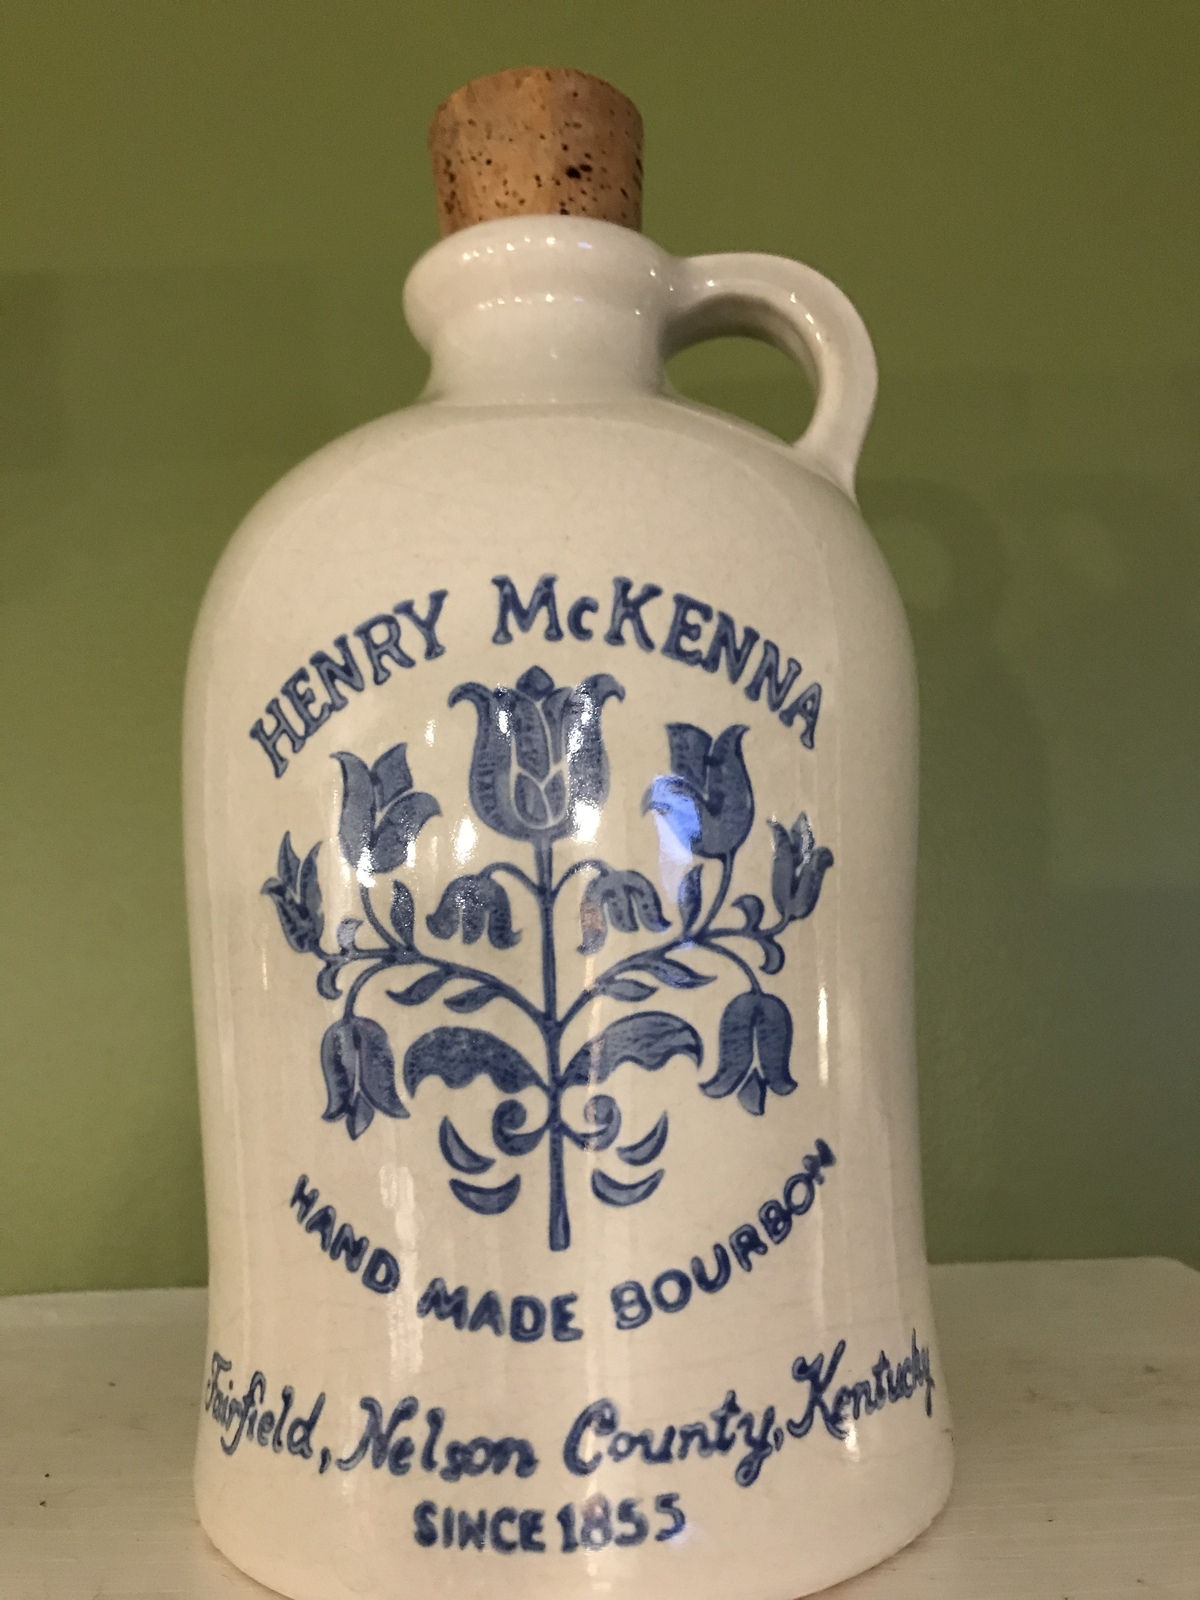 HENRY McKENNA
HAND MADE BOURBON
Fairfield, Nelson County, Kentucky
SINCE 1855